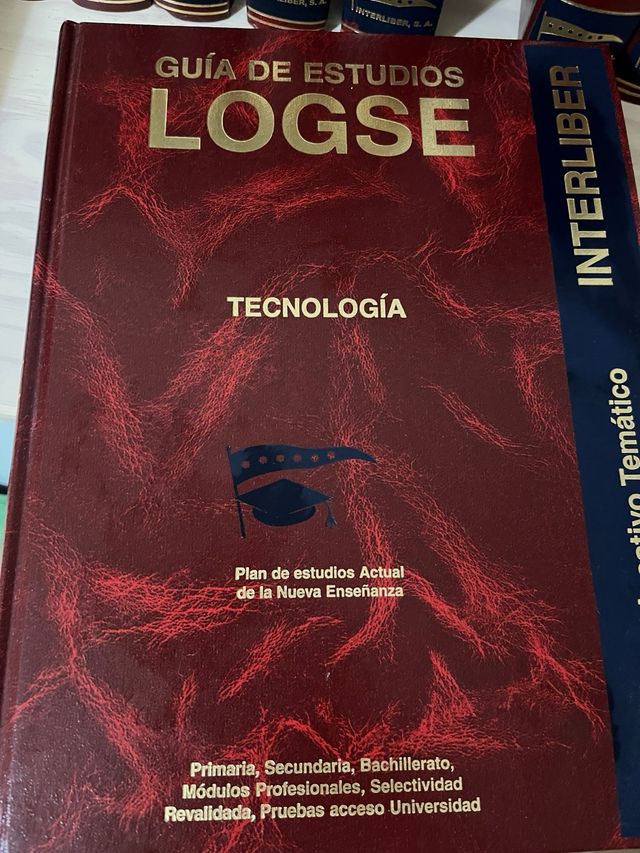 INTERLIBER, S. A.
INTERLIBER, S. A.
GUÍA DE ESTUDIOS
LOGSE
INTERLIBER
TECNOLOGÍA
Temático
Plan de estudios Actual
de la Nueva Enseñanza
Primaria, Secundaria, Bachillerato,
Módulos Profesionales, Selectividad
Revalidada, Pruebas acceso Universidad